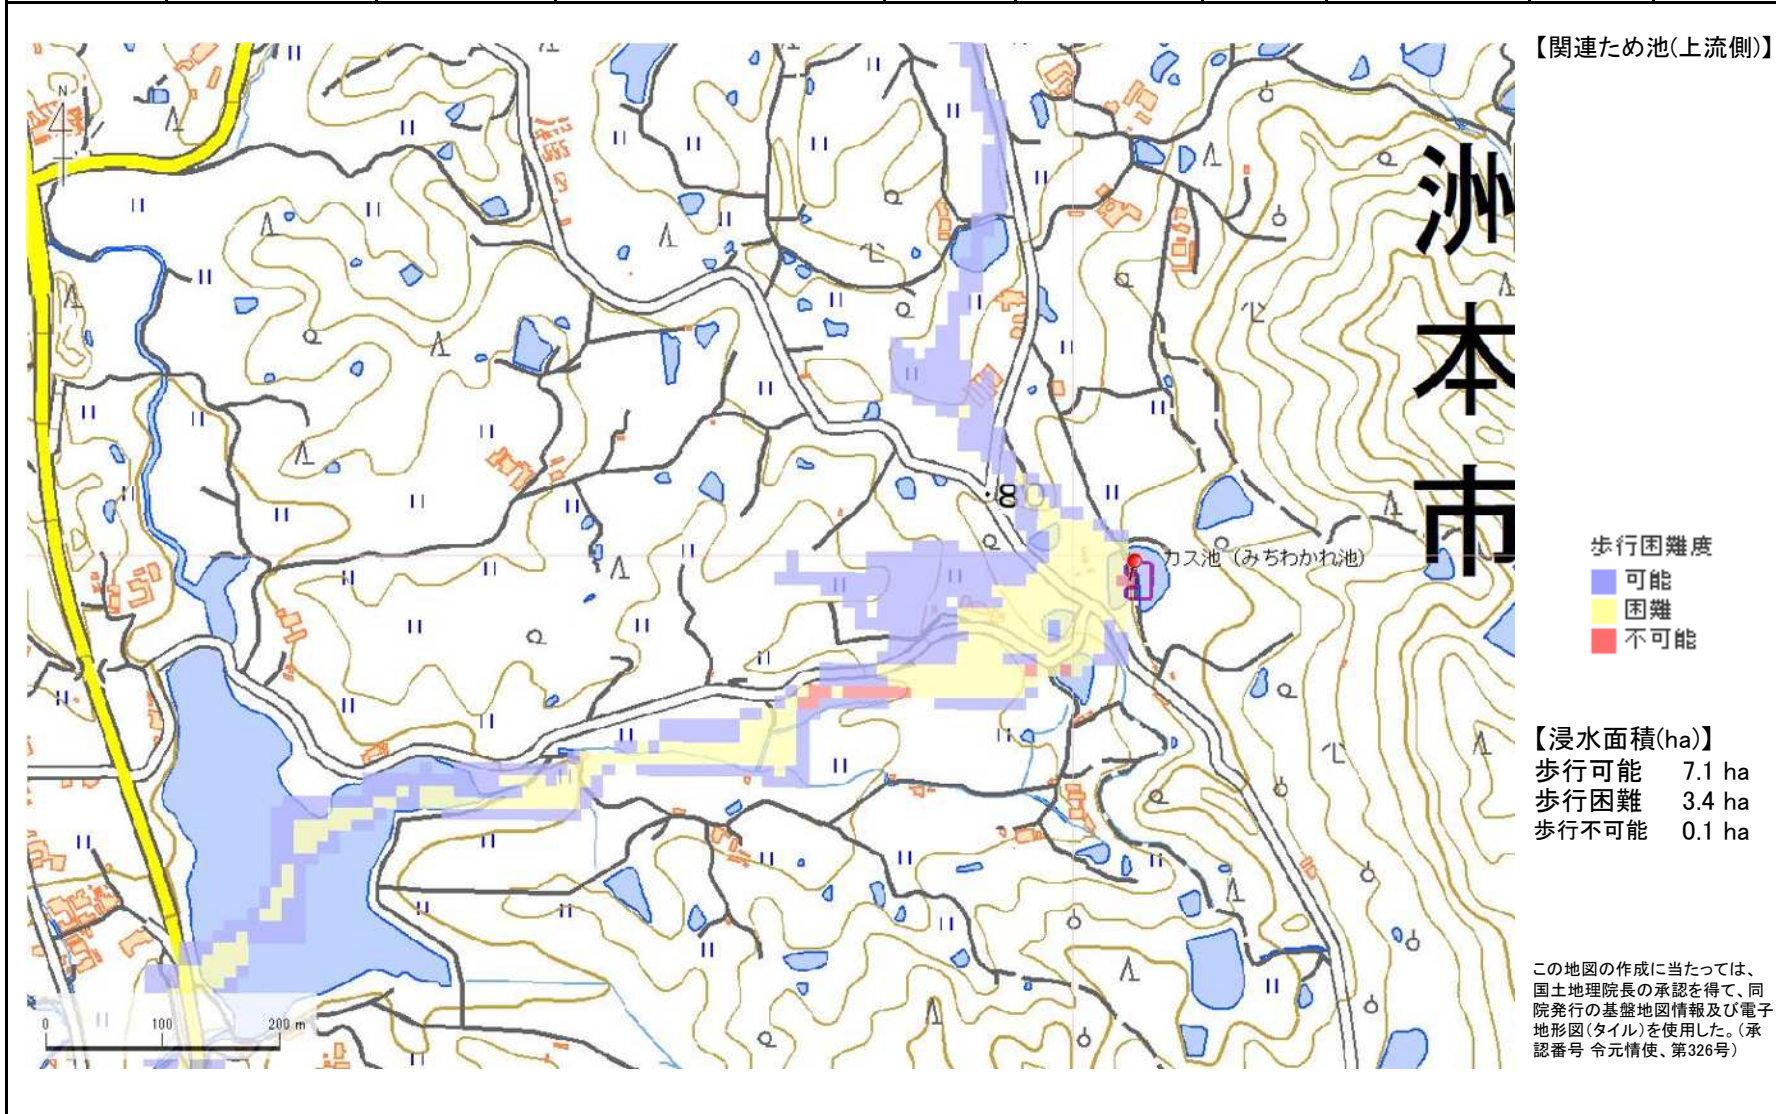 【関連ため池(上流側)】
N
洲
本
市
・8
カス池（みちわかれ池）
歩行困難度
可能
困難
不可能
【浸水面積(ha)】
歩行可能 7.1 ha
歩行困難 3.4 ha
歩行不可能 0.1 ha
この地図の作成に当たっては、
国土地理院長の承認を得て、同
院発行の基盤地図情報及び電子
地形図(タイル)を使用した。(承
認番号 令元情使、第326号)
0 100 200 m